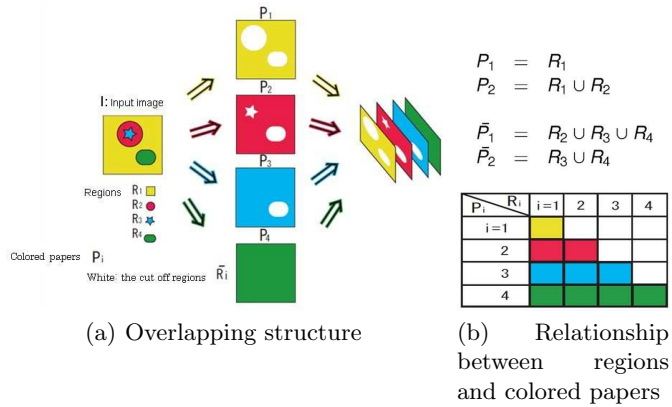 P1
I: Input image
P2
P3
Regions R1
R2
R3
R4
P4
Colored papers Pi
White: the cut off regions R̄i
P1 = R1
P2 = R1 ∪ R2
P̄1 = R2 ∪ R3 ∪ R4
P̄2 = R3 ∪ R4
Pi Ri i=1 2 3 4
i=1
2
3
4
(a) Overlapping structure
(b) Relationship
between regions
and colored papers